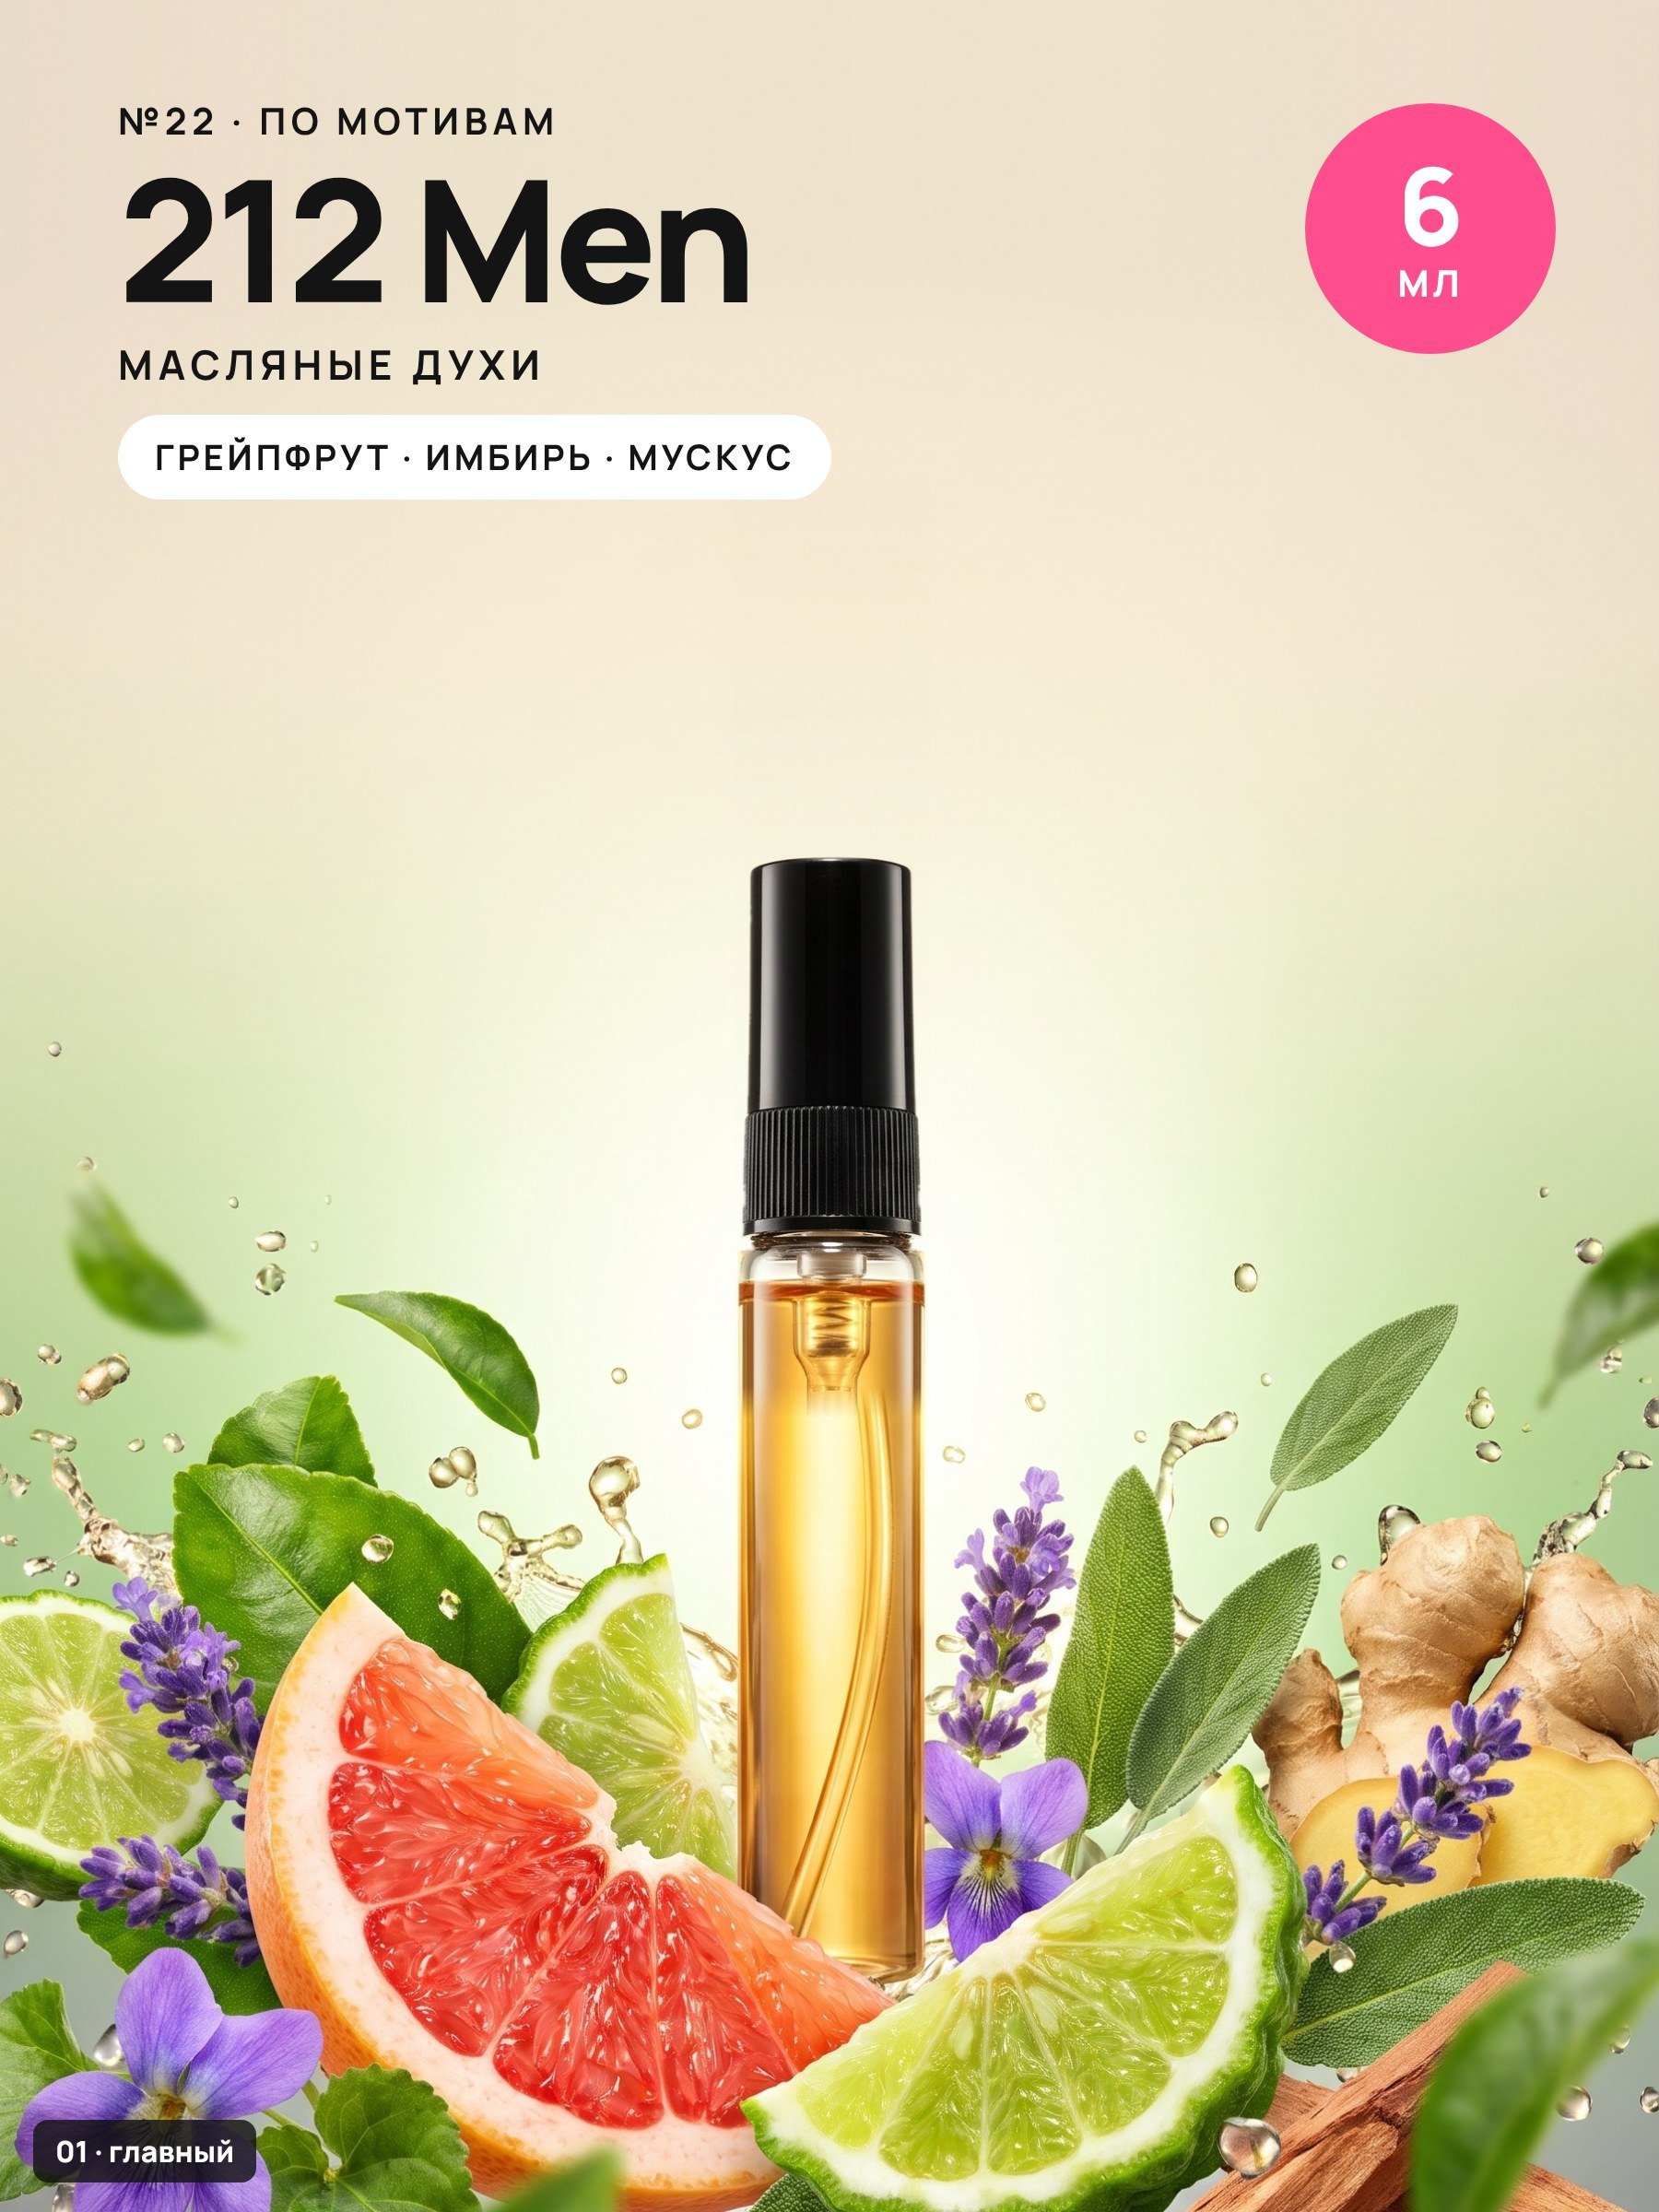 №22 · ПО МОТИВАМ
212 Men
МАСЛЯНЫЕ ДУХИ
ГРЕЙПФРУТ · ИМБИРЬ · МУСКУС
6
МЛ
01 · главный